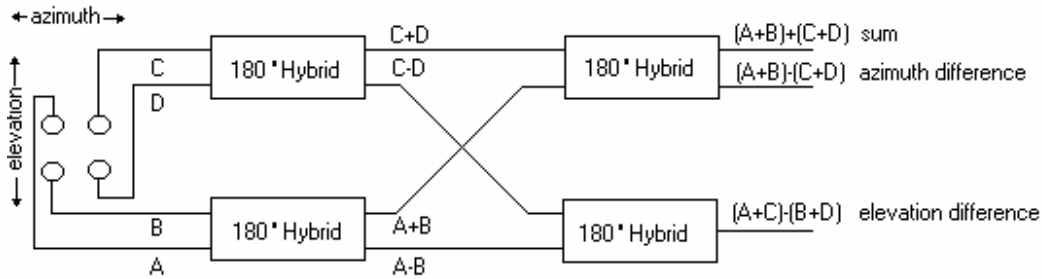 azimuth
elevation
C
D
180° Hybrid
C+D
C-D
180° Hybrid
(A+B)+(C+D) sum
(A+B)-(C+D) azimuth difference
B
A
180° Hybrid
A+B
A-B
180° Hybrid
(A+C)-(B+D) elevation difference